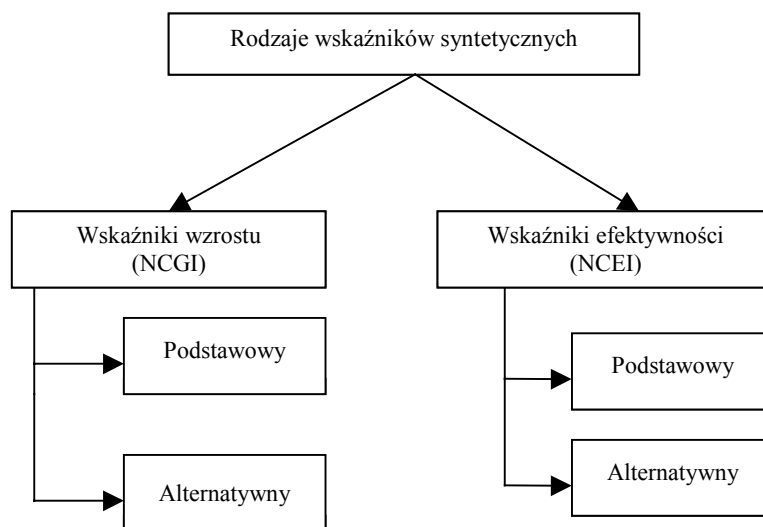 Rodzaje wskaźników syntetycznych
Wskaźniki wzrostu
(NCGI)
Podstawowy
Alternatywny
Wskaźniki efektywności
(NCEI)
Podstawowy
Alternatywny